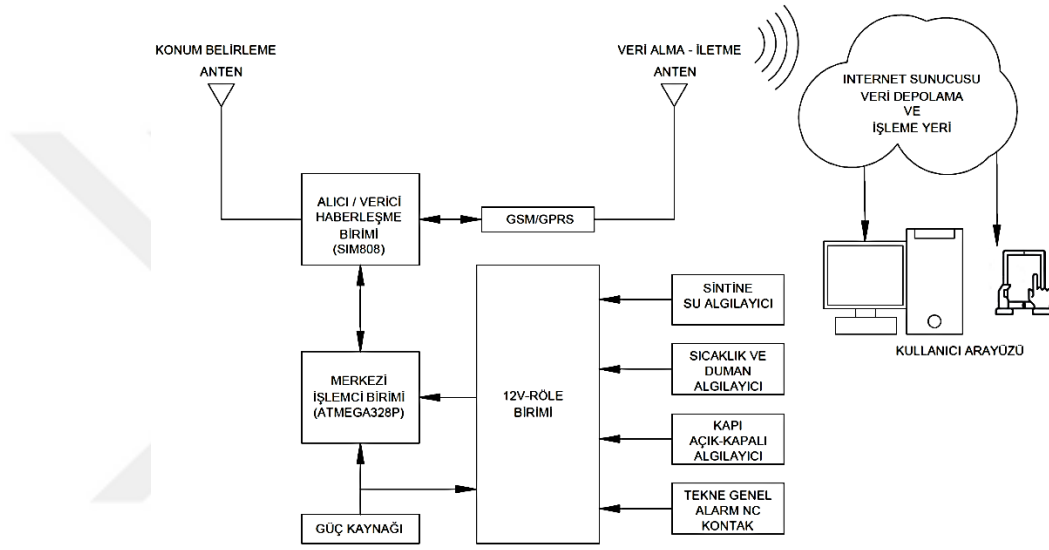 KONUM BELIRLEME
ANTEN
VERİ ALMA - İLETME
ANTEN
INTERNET SUNUCUSU
VERİ DEPOLAMA
VE
İŞLEME YERİ
ALICI / VERİCİ
HABERLEŞME
BİRİMİ
(SIM808)
GSM/GPRS
SİNTİNE
SU ALGILAYICI
KULLANICI ARAYÜZÜ
MERKEZİ
İŞLEMCİ BİRİMİ
(ATMEGA328P)
12V-RÖLE
BİRİMİ
SICAKLIK VE
DUMAN
ALGILAYICI
KAPI
AÇIK-KAPALI
ALGILAYICI
TEKNE GENEL
ALARM NC
KONTAK
GÜÇ KAYNAĞI